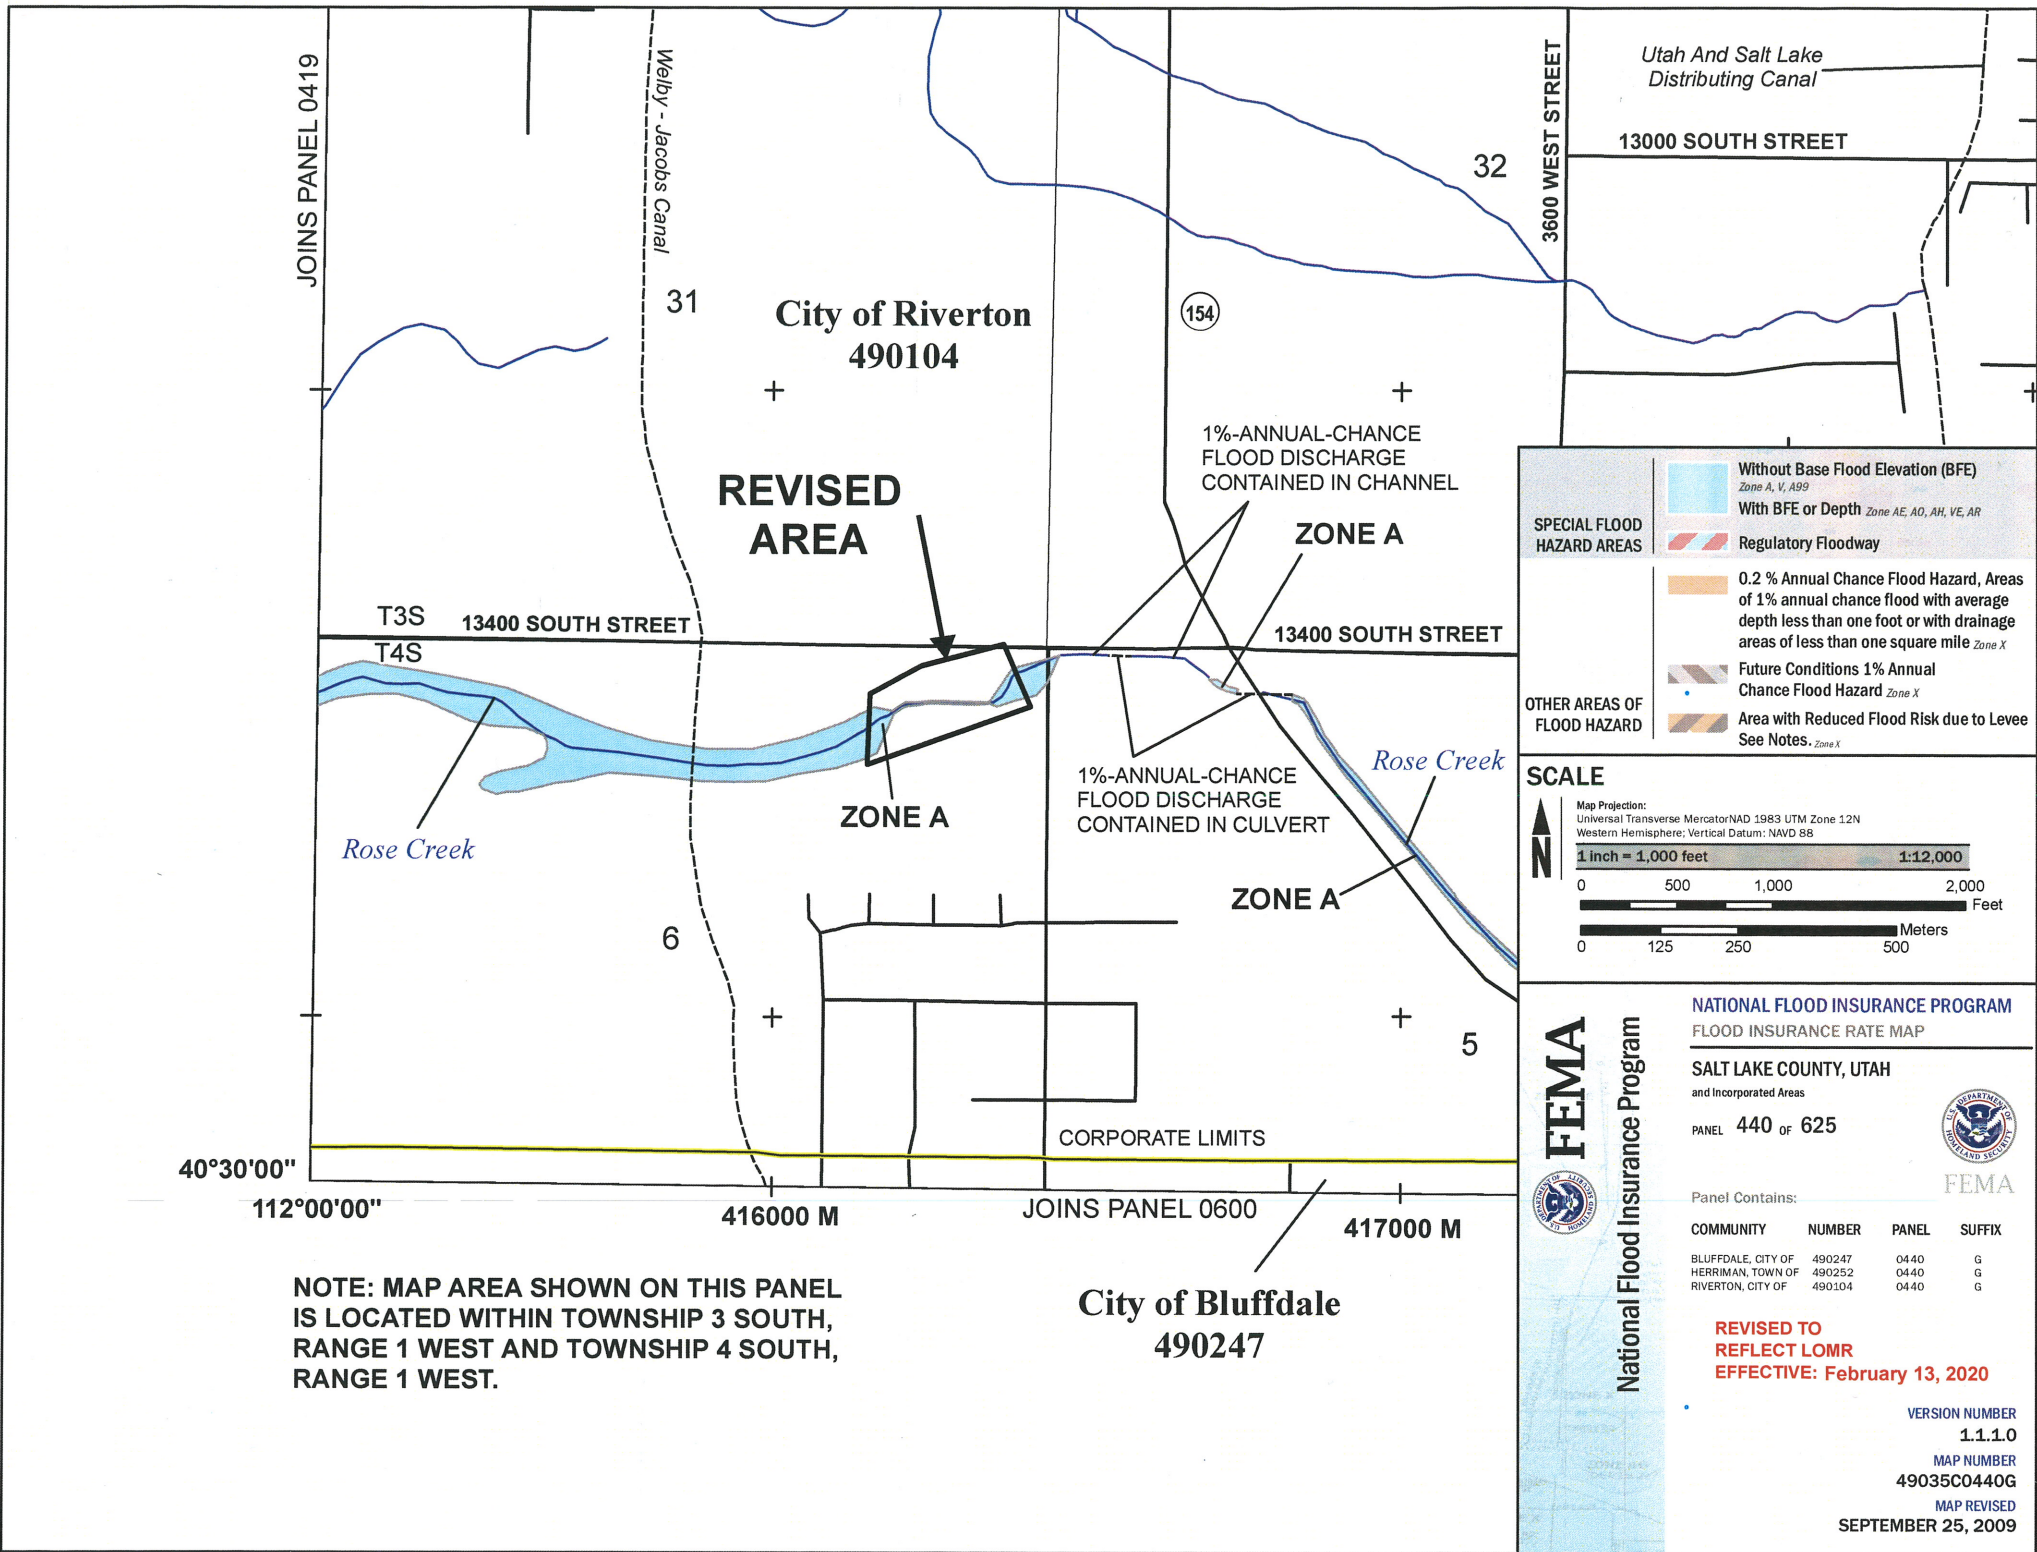 JOINS PANEL 0419
Welby - Jacobs Canal
31
City of Riverton
490104
154
32
3600 WEST STREET
Utah And Salt Lake
Distributing Canal
13000 SOUTH STREET
REVISED
AREA
1%-ANNUAL-CHANCE
FLOOD DISCHARGE
CONTAINED IN CHANNEL
ZONE A
T3S
13400 SOUTH STREET
T4S
13400 SOUTH STREET
Rose Creek
ZONE A
1%-ANNUAL-CHANCE
FLOOD DISCHARGE
CONTAINED IN CULVERT
Rose Creek
ZONE A
6
5
CORPORATE LIMITS
40°30'00"
112°00'00"
416000 M
JOINS PANEL 0600
417000 M
City of Bluffdale
490247
NOTE: MAP AREA SHOWN ON THIS PANEL
IS LOCATED WITHIN TOWNSHIP 3 SOUTH,
RANGE 1 WEST AND TOWNSHIP 4 SOUTH,
RANGE 1 WEST.
SPECIAL FLOOD
HAZARD AREAS
Without Base Flood Elevation (BFE)
Zone A, V, A99
With BFE or Depth Zone AE, AO, AH, VE, AR
Regulatory Floodway
OTHER AREAS OF
FLOOD HAZARD
0.2 % Annual Chance Flood Hazard, Areas
of 1% annual chance flood with average
depth less than one foot or with drainage
areas of less than one square mile Zone X
Future Conditions 1% Annual
Chance Flood Hazard Zone X
Area with Reduced Flood Risk due to Levee
See Notes. Zone X
SCALE
N
Map Projection:
Universal Transverse MercatorNAD 1983 UTM Zone 12N
Western Hemisphere; Vertical Datum: NAVD 88
1 inch = 1,000 feet 1:12,000
0 500 1,000 2,000
Feet
Meters
0 125 250 500
FEMA
National Flood Insurance Program
NATIONAL FLOOD INSURANCE PROGRAM
FLOOD INSURANCE RATE MAP
SALT LAKE COUNTY, UTAH
and Incorporated Areas
PANEL 440 OF 625
U.S. DEPARTMENT OF HOMELAND SECURITY
FEMA
Panel Contains:
COMMUNITY NUMBER PANEL SUFFIX
BLUFFDALE, CITY OF 490247 0440 G
HERRIMAN, TOWN OF 490252 0440 G
RIVERTON, CITY OF 490104 0440 G
REVISED TO
REFLECT LOMR
EFFECTIVE: February 13, 2020
VERSION NUMBER
1.1.1.0
MAP NUMBER
49035C0440G
MAP REVISED
SEPTEMBER 25, 2009